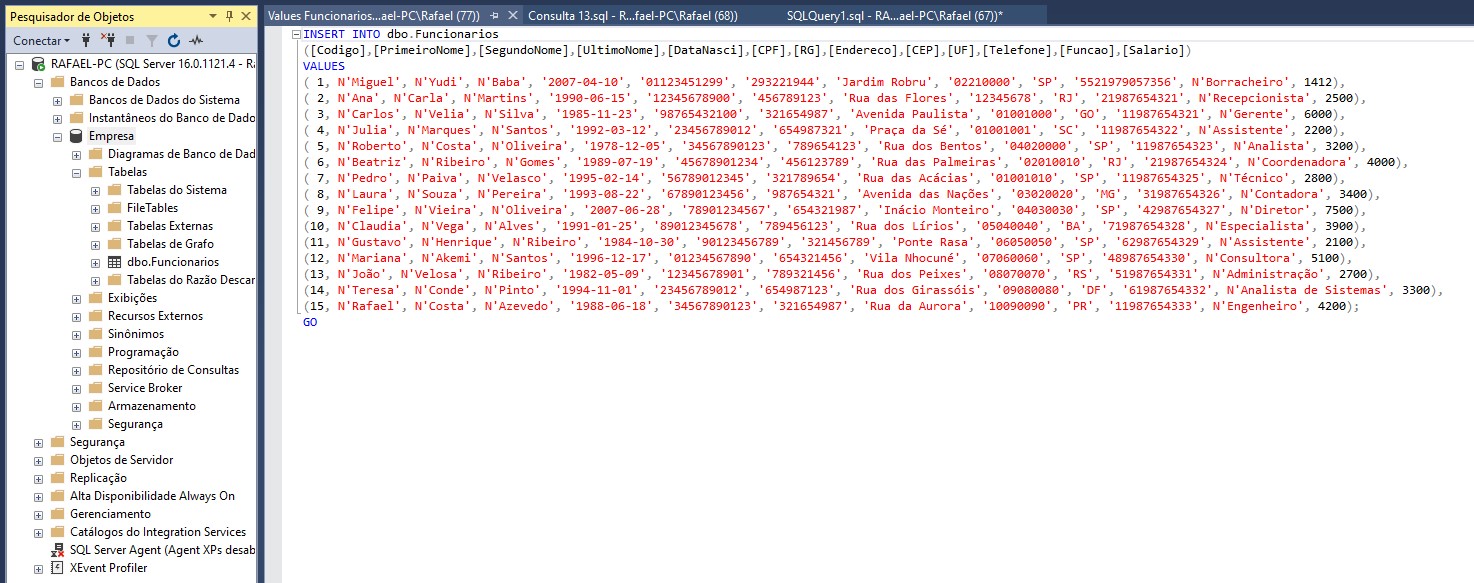 Pesquisador de Objetos
Conectar
RAFAEL-PC (SQL Server 16.0.1121.4 - Ra
Bancos de Dados
Bancos de Dados do Sistema
Instantâneos do Banco de Dado
Empresa
Diagramas de Banco de Dad
Tabelas
Tabelas do Sistema
FileTables
Tabelas Externas
Tabelas de Grafo
dbo.Funcionarios
Tabelas do Razão Descar
Exibições
Recursos Externos
Sinônimos
Programação
Repositório de Consultas
Service Broker
Armazenamento
Segurança
Segurança
Objetos de Servidor
Replicação
Alta Disponibilidade Always On
Gerenciamento
Catálogos do Integration Services
SQL Server Agent (Agent XPs desab
XEvent Profiler
Values Funcionarios...ael-PC\Rafael (77))
Consulta 13.sql - R...fael-PC\Rafael (68))
SQLQuery1.sql - RA...ael-PC\Rafael (67))*
INSERT INTO dbo.Funcionarios
([Codigo],[PrimeiroNome],[SegundoNome],[UltimoNome],[DataNasci],[CPF],[RG],[Endereco],[CEP],[UF],[Telefone],[Funcao],[Salario])
VALUES
( 1, N'Miguel', N'Yudi', N'Baba', '2007-04-10', '01123451299', '293221944', 'Jardim Robru', '02210000', 'SP', '5521979057356', N'Borracheiro', 1412),
( 2, N'Ana', N'Carla', N'Martins', '1990-06-15', '12345678900', '456789123', 'Rua das Flores', '12345678', 'RJ', '21987654321', N'Recepcionista', 2500),
( 3, N'Carlos', N'Velia', N'Silva', '1985-11-23', '98765432100', '321654987', 'Avenida Paulista', '01001000', 'GO', '11987654321', N'Gerente', 6000),
( 4, N'Julia', N'Marques', N'Santos', '1992-03-12', '23456789012', '654987321', 'Praça da Sé', '01001001', 'SC', '11987654322', N'Assistente', 2200),
( 5, N'Roberto', N'Costa', N'Oliveira', '1978-12-05', '34567890123', '789654123', 'Rua dos Bentos', '04020000', 'SP', '11987654323', N'Analista', 3200),
( 6, N'Beatriz', N'Ribeiro', N'Gomes', '1989-07-19', '45678901234', '456123789', 'Rua das Palmeiras', '02010010', 'RJ', '21987654324', N'Coordenadora', 4000),
( 7, N'Pedro', N'Paiva', N'Velasco', '1995-02-14', '56789012345', '321789654', 'Rua das Acácias', '01001010', 'SP', '11987654325', N'Técnico', 2800),
( 8, N'Laura', N'Souza', N'Pereira', '1993-08-22', '67890123456', '987654321', 'Avenida das Nações', '03020020', 'MG', '31987654326', N'Contadora', 3400),
( 9, N'Felipe', N'Vieira', N'Oliveira', '2007-06-28', '78901234567', '654321987', 'Inácio Monteiro', '04030030', 'SP', '42987654327', N'Diretor', 7500),
(10, N'Claudia', N'Vega', N'Alves', '1991-01-25', '89012345678', '789456123', 'Rua dos Lírios', '05040040', 'BA', '71987654328', N'Especialista', 3900),
(11, N'Gustavo', N'Henrique', N'Ribeiro', '1984-10-30', '90123456789', '321456789', 'Ponte Rasa', '06050050', 'SP', '62987654329', N'Assistente', 2100),
(12, N'Mariana', N'Akemi', N'Santos', '1996-12-17', '01234567890', '654321456', 'Vila Nhocuné', '07060060', 'SP', '48987654330', N'Consultora', 5100),
(13, N'João', N'Velosa', N'Ribeiro', '1982-05-09', '12345678901', '789321456', 'Rua dos Peixes', '08070070', 'RS', '51987654331', N'Administração', 2700),
(14, N'Teresa', N'Conde', N'Pinto', '1994-11-01', '23456789012', '654987123', 'Rua dos Girassóis', '09080080', 'DF', '61987654332', N'Analista de Sistemas', 3300),
(15, N'Rafael', N'Costa', N'Azevedo', '1988-06-18', '34567890123', '321654987', 'Rua da Aurora', '10090090', 'PR', '11987654333', N'Engenheiro', 4200);
GO